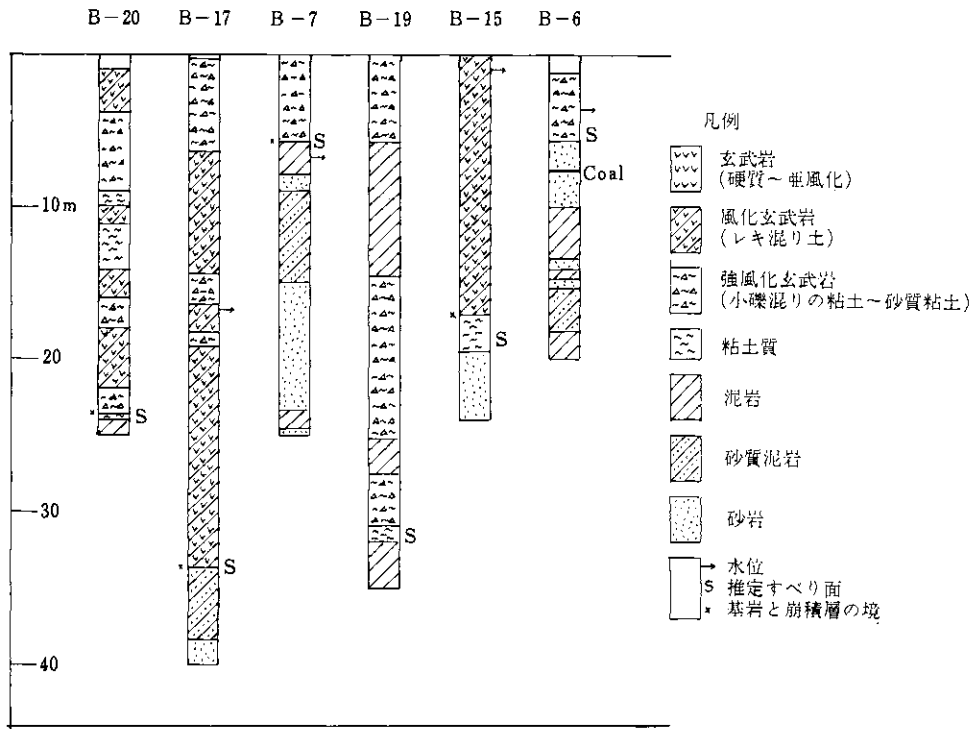 B-20 B-17 B-7 B-19 B-15 B-6
-10m
-20
-30
-40
S
S
S
S
S
S
Coal
凡例
玄武岩
(硬質～亜風化)
風化玄武岩
(レキ混り土)
強風化玄武岩
(小礫混りの粘土～砂質粘土)
粘土質
泥岩
砂質泥岩
砂岩
→ 水位
S 推定すべり面
× 基岩と崩積層の境